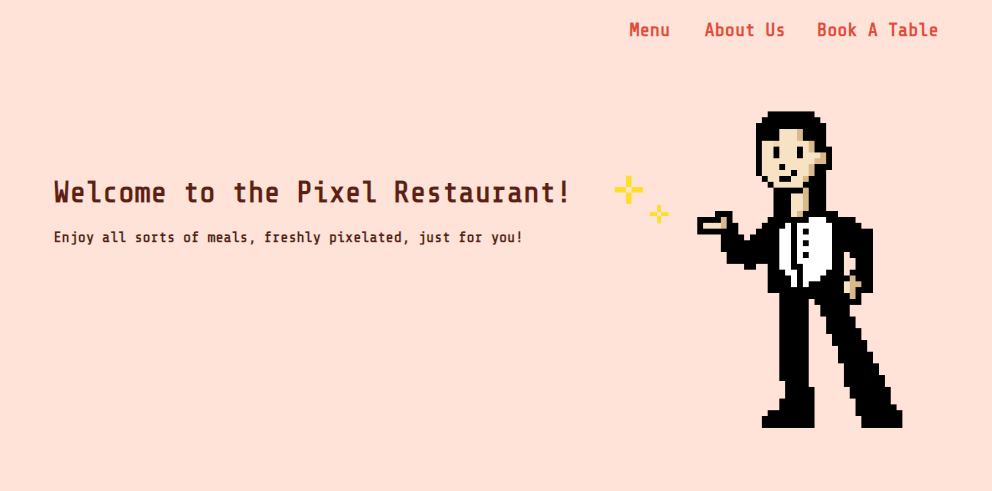 Menu About Us Book A Table
Welcome to the Pixel Restaurant!
Enjoy all sorts of meals, freshly pixelated, just for you!